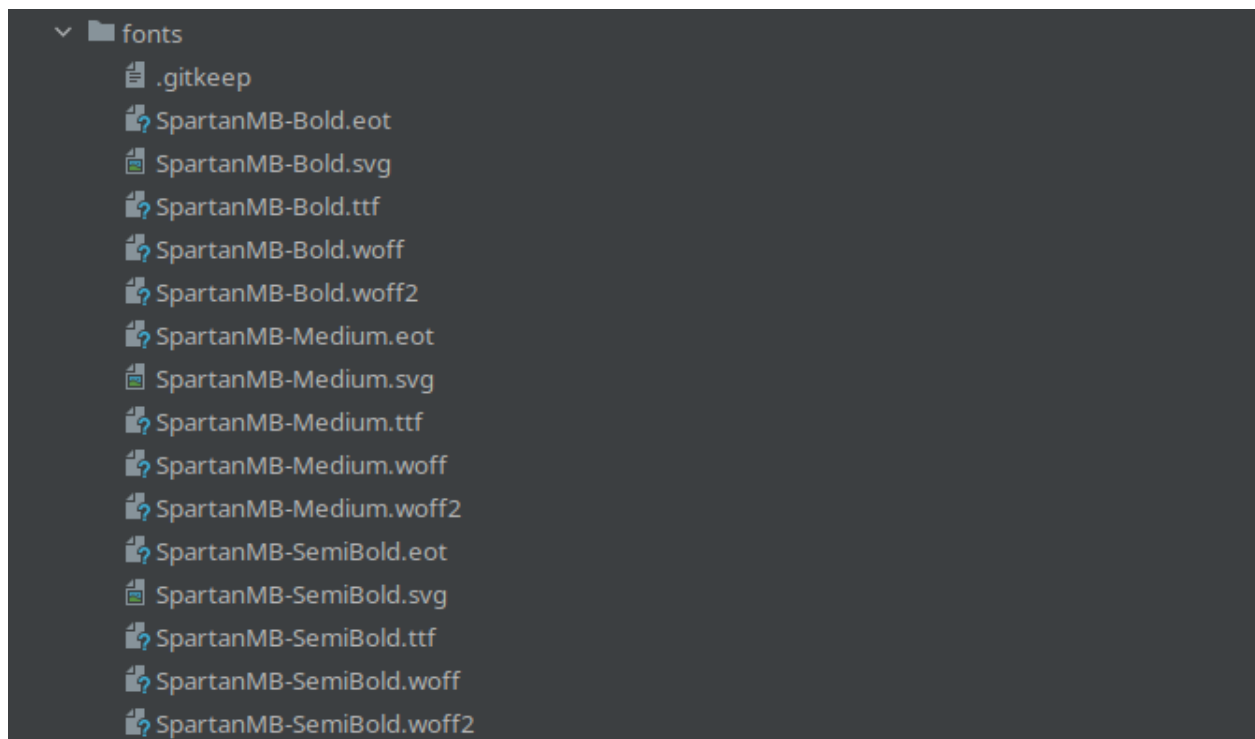 fonts
.gitkeep
SpartanMB-Bold.eot
SpartanMB-Bold.svg
SpartanMB-Bold.ttf
SpartanMB-Bold.woff
SpartanMB-Bold.woff2
SpartanMB-Medium.eot
SpartanMB-Medium.svg
SpartanMB-Medium.ttf
SpartanMB-Medium.woff
SpartanMB-Medium.woff2
SpartanMB-SemiBold.eot
SpartanMB-SemiBold.svg
SpartanMB-SemiBold.ttf
SpartanMB-SemiBold.woff
SpartanMB-SemiBold.woff2